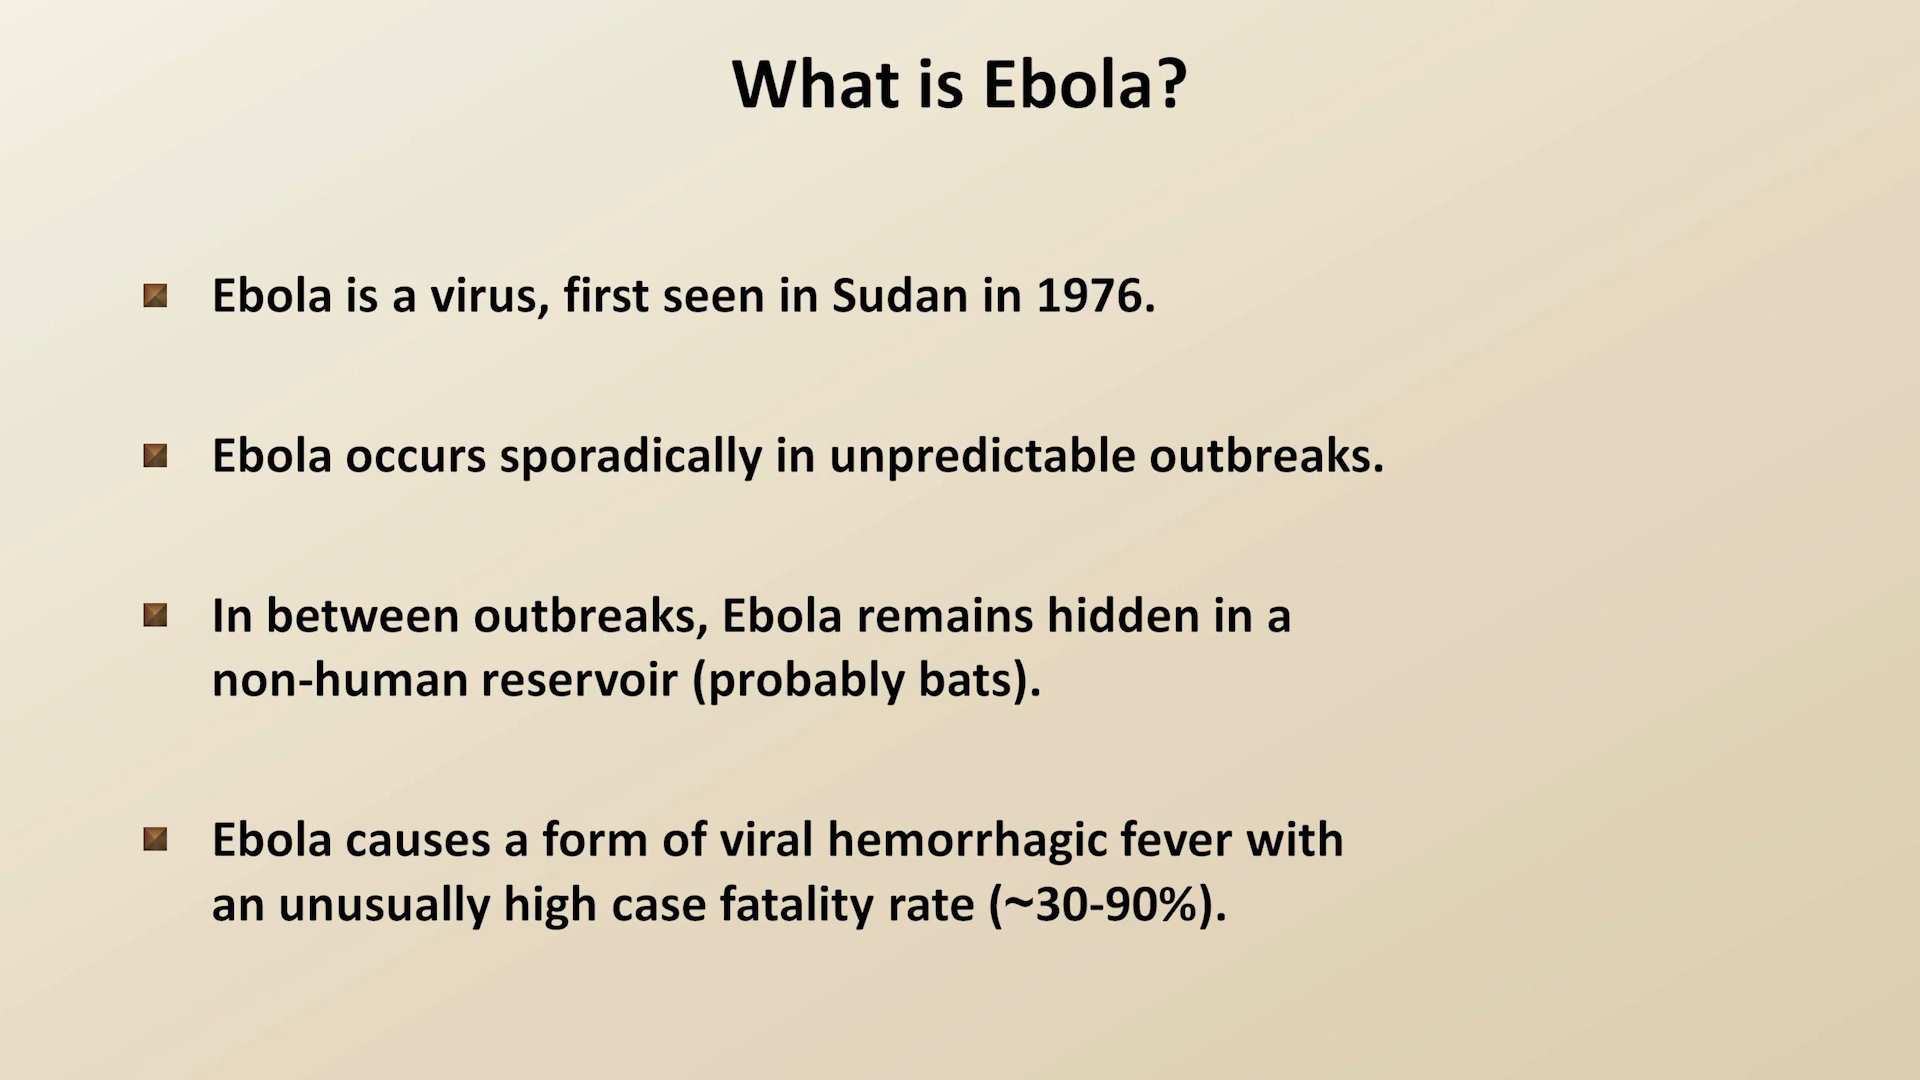 What is Ebola?
Ebola is a virus, first seen in Sudan in 1976.
Ebola occurs sporadically in unpredictable outbreaks.
In between outbreaks, Ebola remains hidden in a
non-human reservoir (probably bats).
Ebola causes a form of viral hemorrhagic fever with
an unusually high case fatality rate (~30-90%).